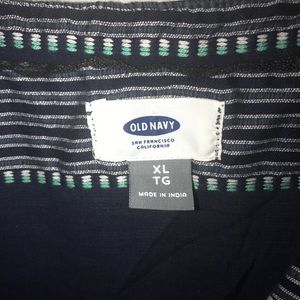 OLD NAVY
SAN FRANCISCO
CALIFORNIA
XL
TG
MADE IN INDIA